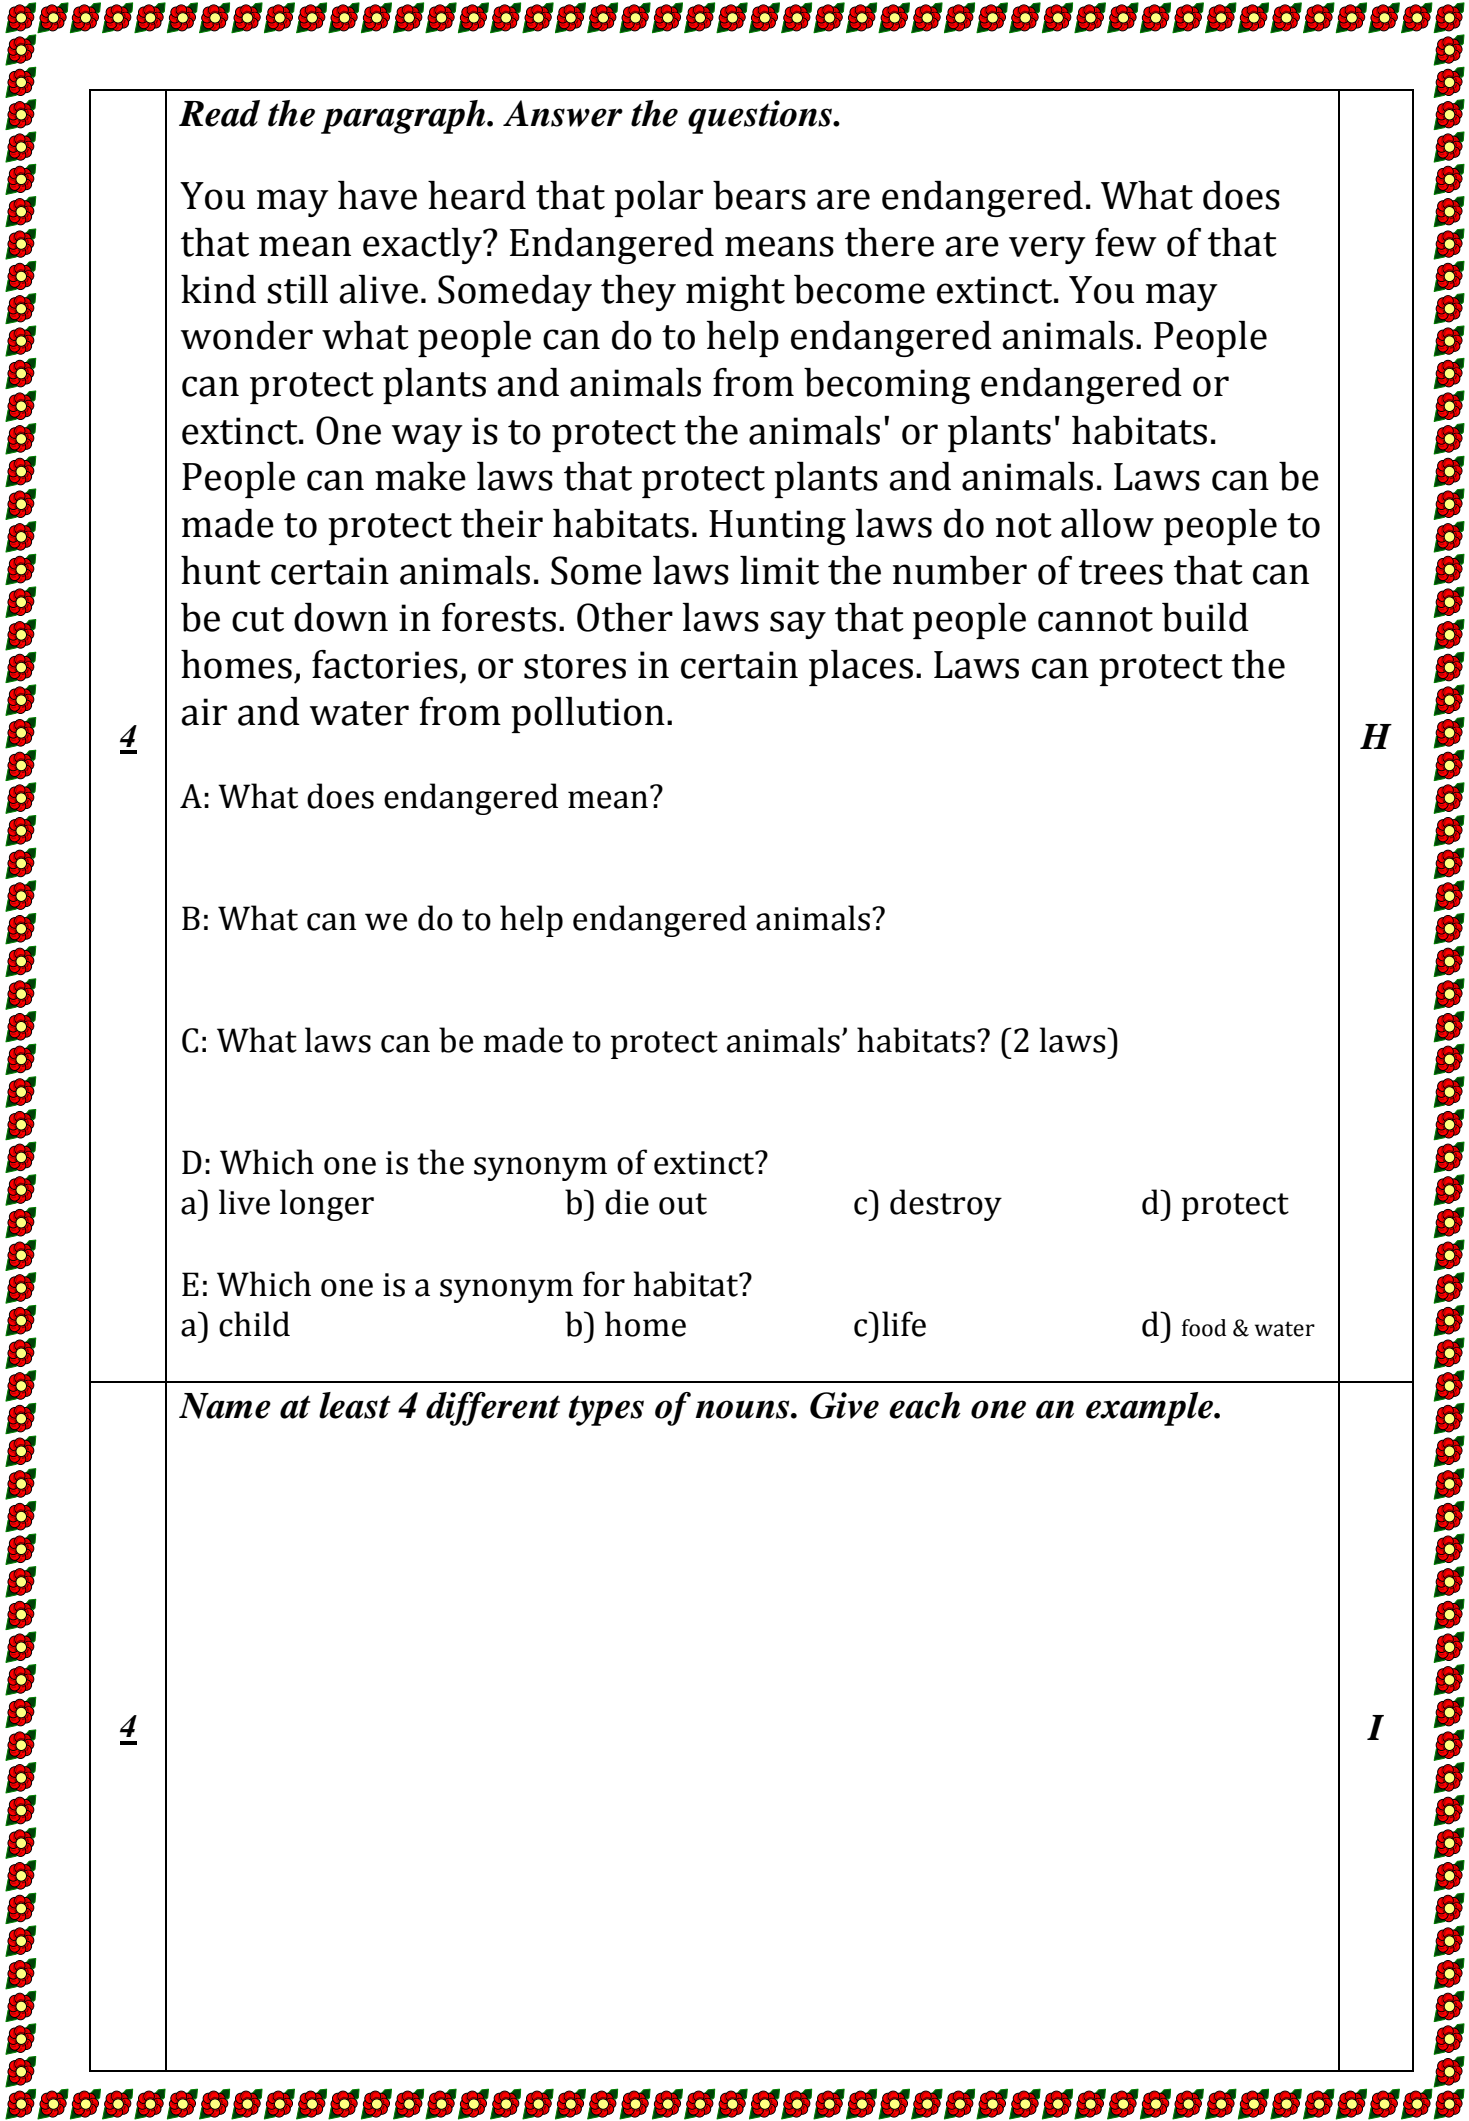 Read the paragraph. Answer the questions.
You may have heard that polar bears are endangered. What does
that mean exactly? Endangered means there are very few of that
kind still alive. Someday they might become extinct. You may
wonder what people can do to help endangered animals. People
can protect plants and animals from becoming endangered or
extinct. One way is to protect the animals' or plants' habitats.
People can make laws that protect plants and animals. Laws can be
made to protect their habitats. Hunting laws do not allow people to
hunt certain animals. Some laws limit the number of trees that can
be cut down in forests. Other laws say that people cannot build
homes, factories, or stores in certain places. Laws can protect the
air and water from pollution.
4
H
A: What does endangered mean?
B: What can we do to help endangered animals?
C: What laws can be made to protect animals’ habitats? (2 laws)
D: Which one is the synonym of extinct?
a) live longer b) die out c) destroy d) protect
E: Which one is a synonym for habitat?
a) child b) home c)life d) food & water
Name at least 4 different types of nouns. Give each one an example.
4
I